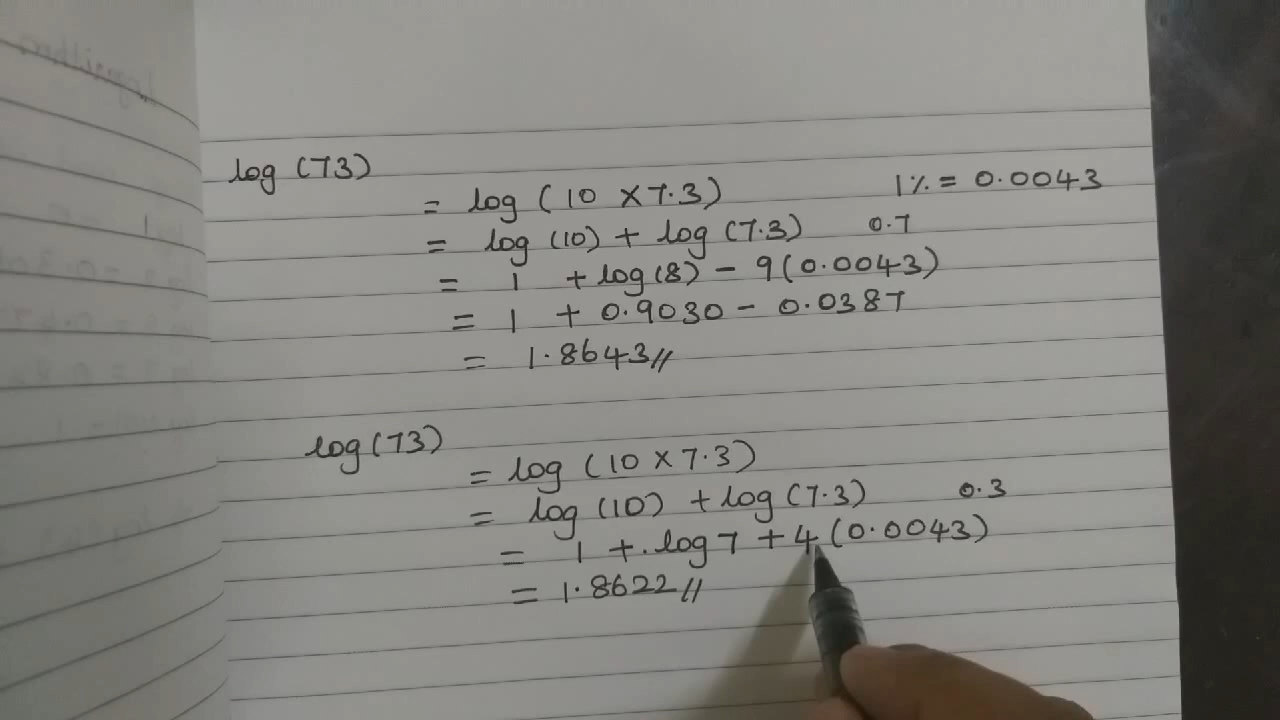 log (73)
= log (10 × 7.3) 1% = 0.0043
= log (10) + log (7.3) 0.7
= 1 + log (8) - 9 (0.0043)
= 1 + 0.9030 - 0.0387
= 1.8643 //
log (73)
= log (10 × 7.3)
= log (10) + log (7.3) 0.3
= 1 + . log 7 + 4 (0.0043)
= 1.8622 //